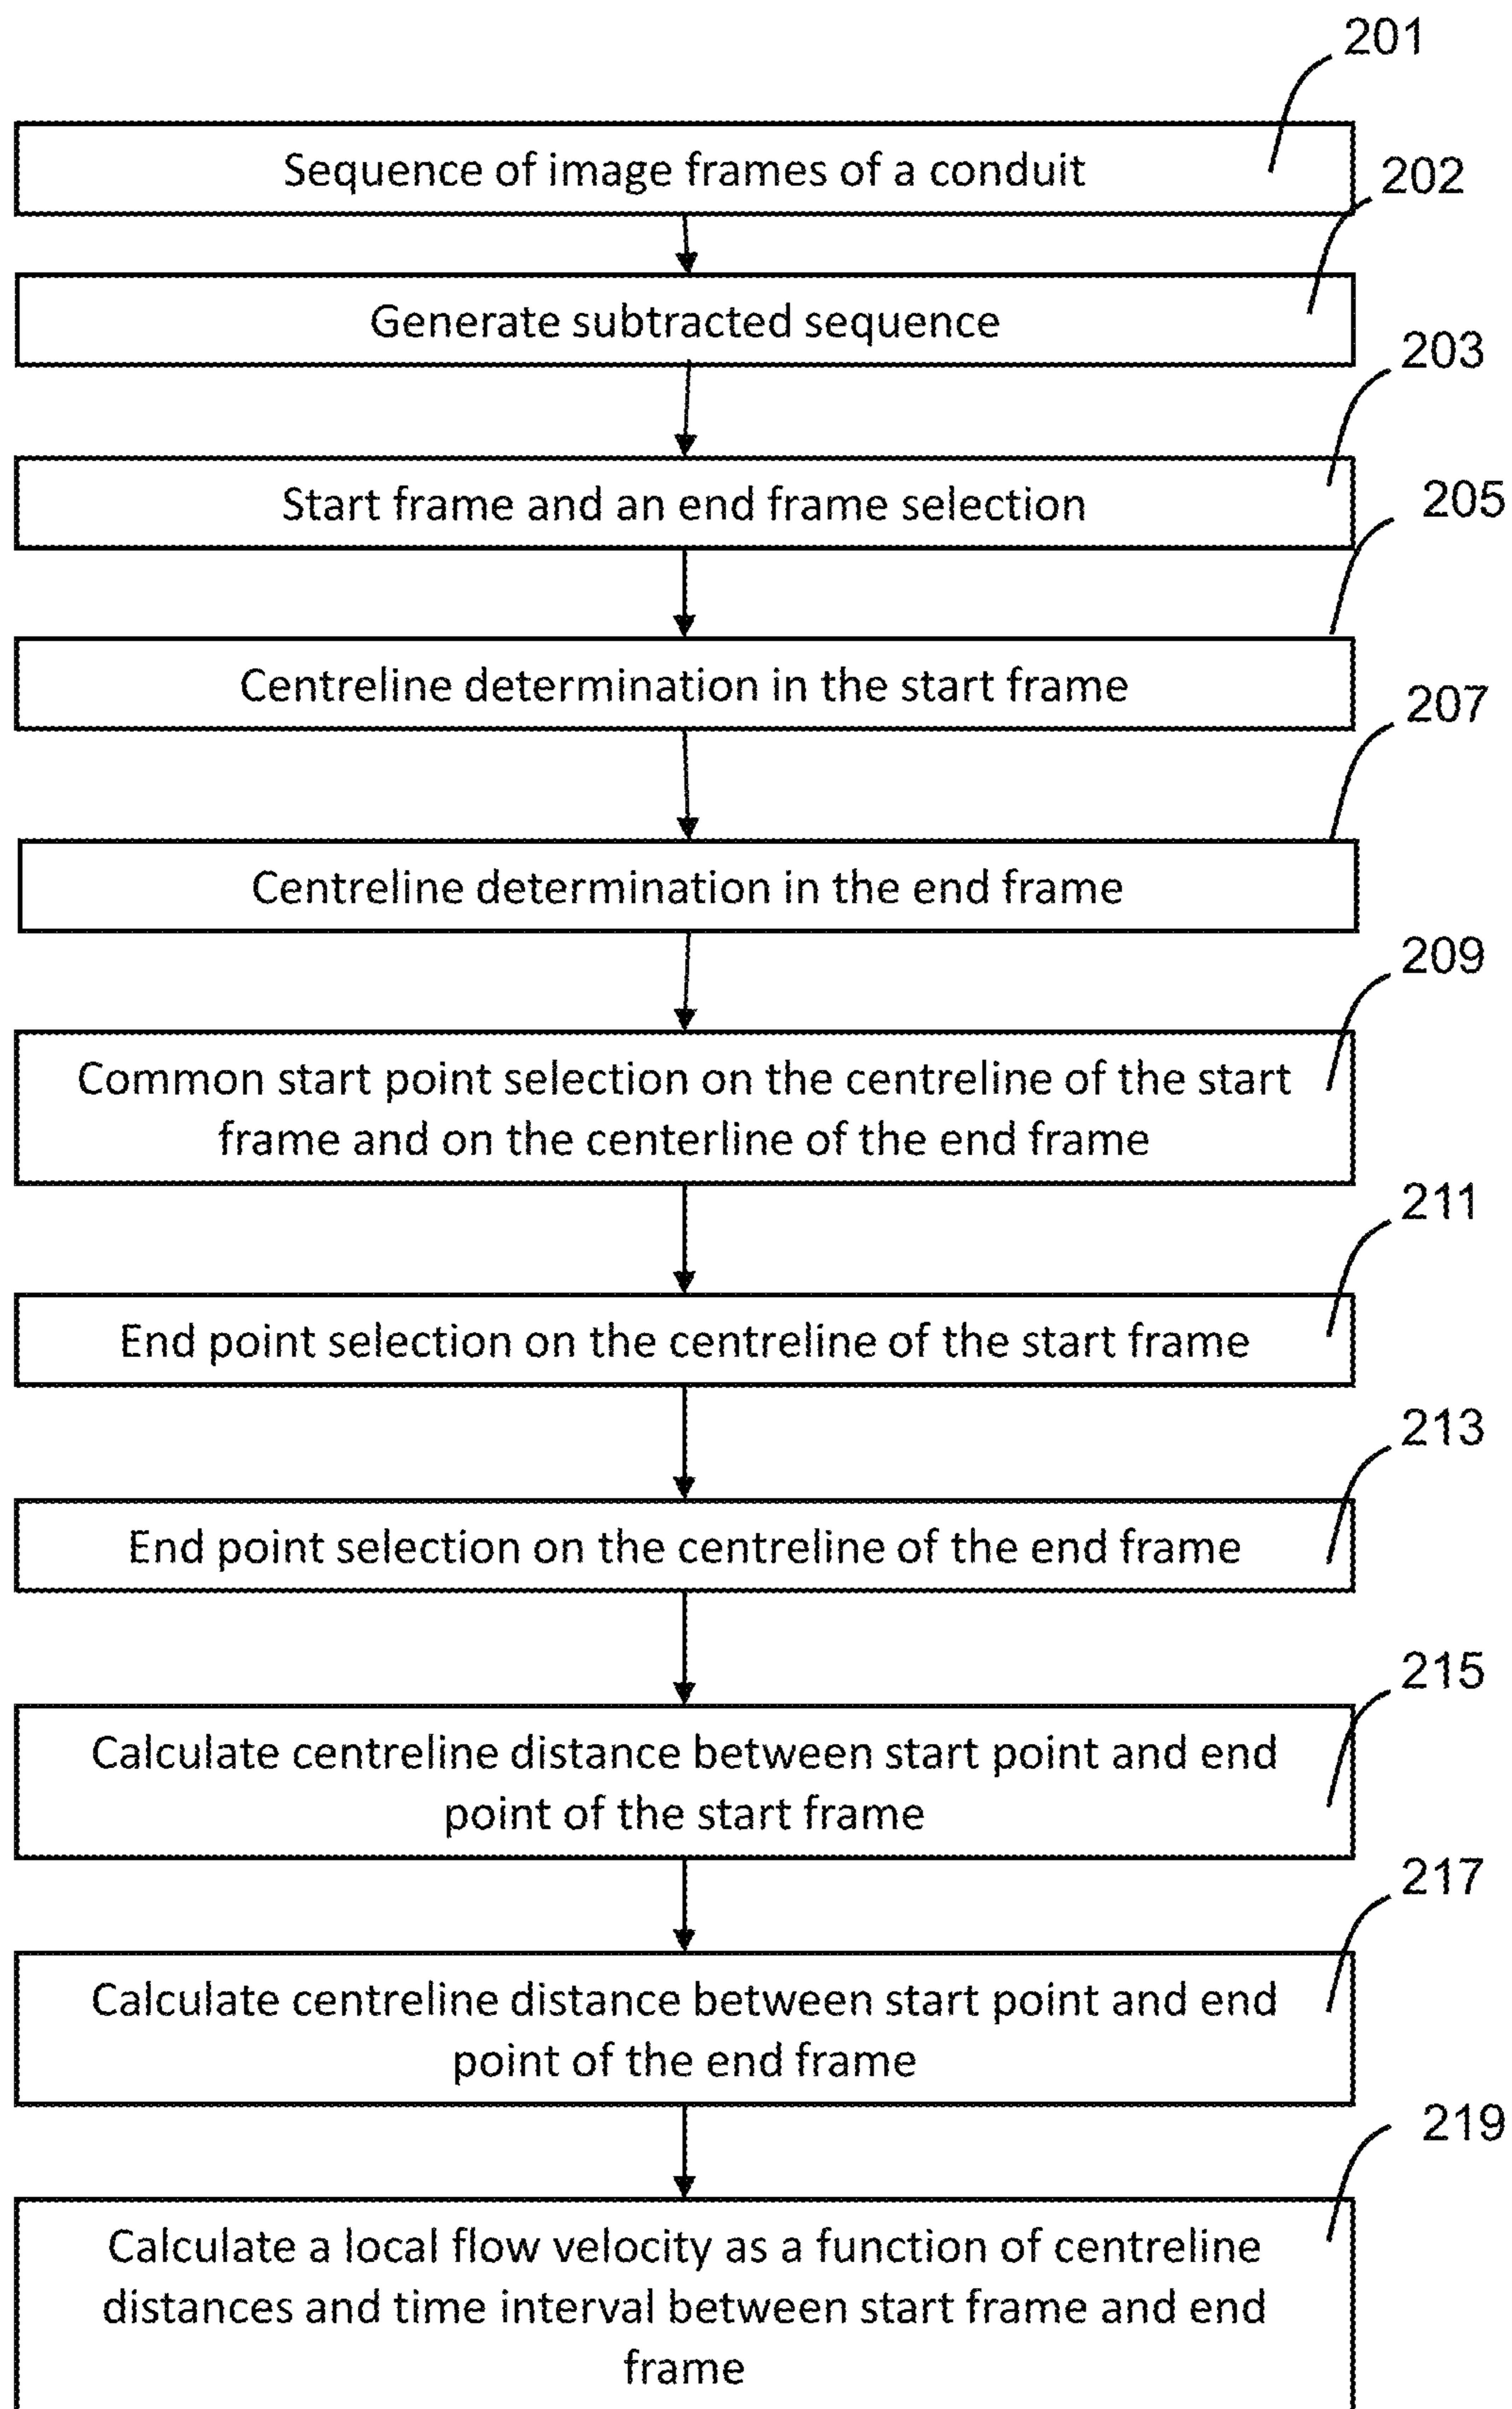 201
Sequence of image frames of a conduit
202
Generate subtracted sequence
203
Start frame and an end frame selection
205
Centreline determination in the start frame
207
Centreline determination in the end frame
209
Common start point selection on the centreline of the start
frame and on the centerline of the end frame
211
End point selection on the centreline of the start frame
213
End point selection on the centreline of the end frame
215
Calculate centreline distance between start point and end
point of the start frame
217
Calculate centreline distance between start point and end
point of the end frame
219
Calculate a local flow velocity as a function of centreline
distances and time interval between start frame and end
frame